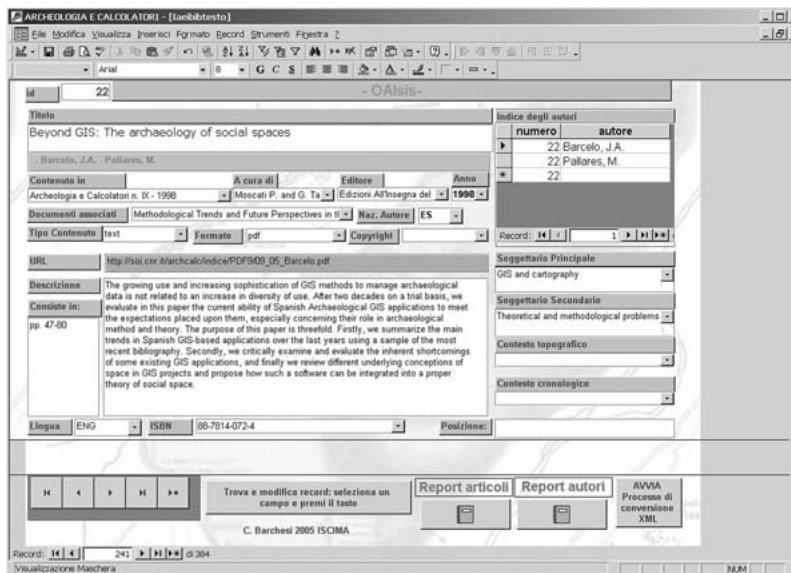 ARCHEOLOGIA E CALCOLATORI - [Iaeibibtesto]
File Modifica Visualizza Inserisci Formato Record Strumenti Finestra ?
Arial 8 G C S
id 22 - OAIsis-
Titolo
Beyond GIS: The archaeology of social spaces
- Barcelo, J.A. - Pallares, M.
Indice degli autori
numero autore
22 Barcelo, J.A.
22 Pallares, M.
22
Record: 1
Contenuto in A cura di Editore Anno
Archeologia e Calcolatori n. IX - 1998 Moscati P. and G. Ta Edizioni All'Insegna del 1998
Documenti associati Methodological Trends and Future Perspectives in tl Naz. Autore ES
Tipo Contenuto text Formato pdf Copyright
URL http://soi.cnr.it/archcalc/indice/PDF9/09_05_Barcelo.pdf
Descrizione
The growing use and increasing sophistication of GIS methods to manage archaeological
data is not related to an increase in diversity of use. After two decades on a trial basis, we
evaluate in this paper the current ability of Spanish Archaeological GIS applications to meet
the expectations placed upon them, especially concerning their role in archaeological
method and theory. The purpose of this paper is threefold. Firstly, we summarize the main
trends in Spanish GIS-based applications over the last years using a sample of the most
recent bibliography. Secondly, we critically examine and evaluate the inherent shortcomings
of some existing GIS applications, and finally we review different underlying conceptions of
space in GIS projects and propose how such a software can be integrated into a proper
theory of social space.
Consiste in:
pp. 47-80
Soggettario Principale
GIS and cartography
Soggettario Secondario
Theoretical and methodological problems
Contesto topografico
Contesto cronologico
Lingua ENG ISBN 88-7814-072-4 Posizione:
Trova e modifica record: seleziona un
campo e premi il tasto
C. Barchesi 2005 ISCIMA
Report articoli Report autori
AVVIA
Processo di
conversione
XML
Record: 241 di 384
Visualizzazione Maschera NUM